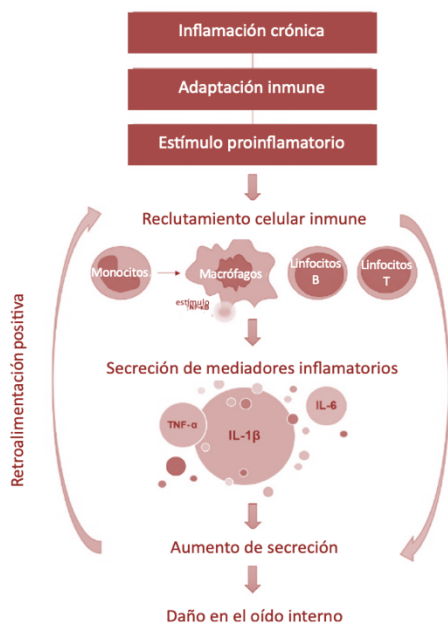 Inflamación crónica
Adaptación inmune
Estímulo proinflamatorio
Reclutamiento celular inmune
Monocitos
Macrófagos
Linfocitos
B
Linfocitos
T
estímulo
NF-κB
Secreción de mediadores inflamatorios
TNF-α
IL-1β
IL-6
Aumento de secreción
Daño en el oído interno
Retroalimentación positiva